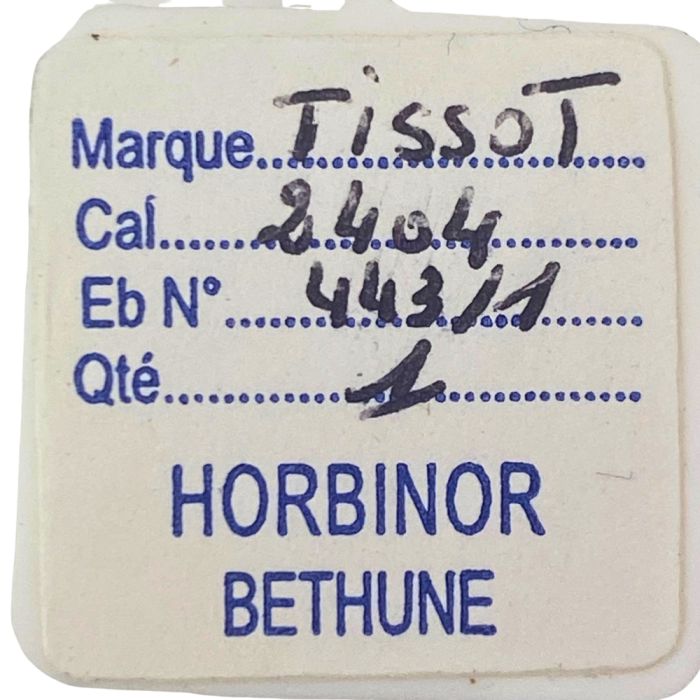 Marque..TissoT.....
Cal.....2404.........
Eb N°.....443/1......
Qté..........1..........
HORBINOR
BETHUNE